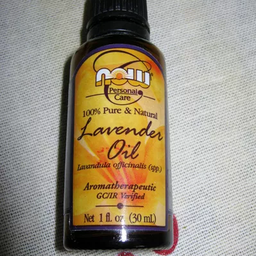 now
Personal
Care
100% Pure & Natural
Lavender
Oil
Lavandula officinalis (spp.)
Aromatherapeutic
GC/IR Verified
Net 1 fl. oz. (30 ml.)